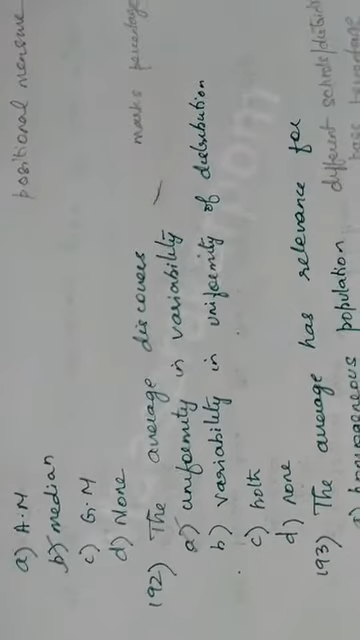 positional measure
a) A.M
b) median
c) G.M
d) None
192) The average discovers
marks percentage
a) uniformity in variability
b) variability in uniformity of distribution
c) both
d) none
193) The average has relevance for
different schools/
homogeneous population